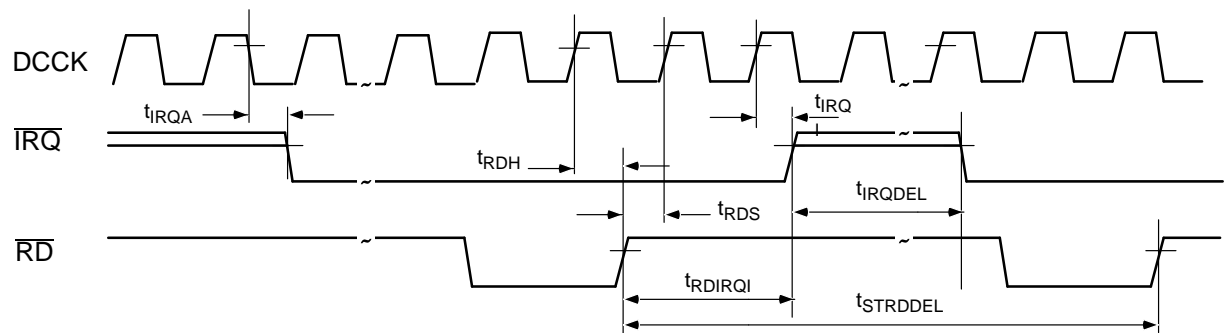 DCCK
tIRQA
tIRQ
IRQ
tRDH
tIRQDEL
tRDS
RD
tRDIRQI
tSTRDDEL